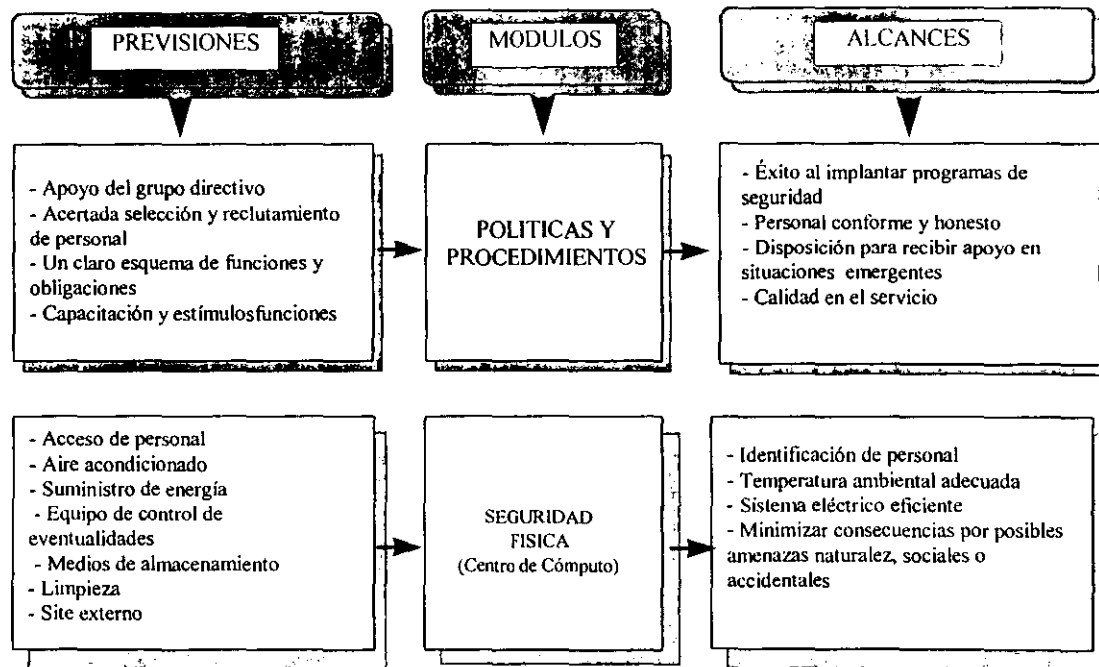 PREVISIONES
MODULOS
ALCANCES
- Apoyo del grupo directivo
- Acertada selección y reclutamiento
de personal
- Un claro esquema de funciones y
obligaciones
- Capacitación y estímulosfunciones
POLITICAS Y
PROCEDIMIENTOS
- Éxito al implantar programas de
seguridad
- Personal conforme y honesto
- Disposición para recibir apoyo en
situaciones emergentes
- Calidad en el servicio
- Acceso de personal
- Aire acondicionado
- Suministro de energía
- Equipo de control de
eventualidades
- Medios de almacenamiento
- Limpieza
- Site externo
SEGURIDAD
FISICA
(Centro de Cómputo)
- Identificación de personal
- Temperatura ambiental adecuada
- Sistema eléctrico eficiente
- Minimizar consecuencias por posibles
amenazas naturalez, sociales o
accidentales